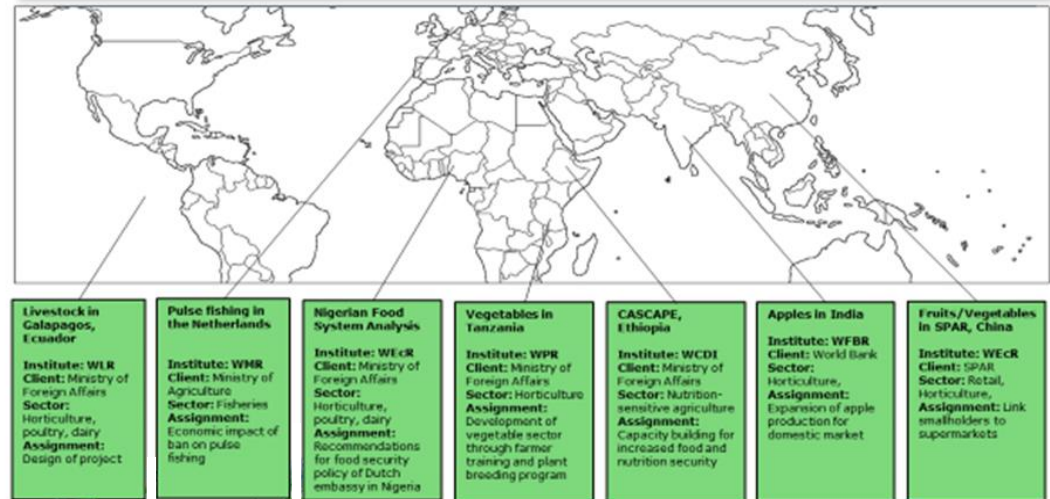 Livestock in
Galapagos,
Ecuador
Institute: WLR
Client: Ministry of
Foreign Affairs
Sector:
Horticulture,
poultry, dairy
Assignment:
Design of project
Pulse fishing in
the Netherlands
Institute: WMR
Client: Ministry of
Agriculture
Sector: Fisheries
Assignment:
Economic impact of
ban on pulse
fishing
Nigerian Food
System Analysis
Institute: WEcR
Client: Ministry of
Foreign Affairs
Sector:
Horticulture,
poultry, dairy
Assignment:
Recommendations
for food security
policy of Dutch
embassy in Nigeria
Vegetables in
Tanzania
Institute: WPR
Client: Ministry of
Foreign Affairs
Sector: Horticulture
Assignment:
Development of
vegetable sector
through farmer
training and plant
breeding program
CASCAPE,
Ethiopia
Institute: WCDI
Client: Ministry of
Foreign Affairs
Sector: Nutrition-
sensitive agriculture
Assignment:
Capacity building for
increased food and
nutrition security
Apples in India
Institute: WFBR
Client: World Bank
Sector:
Horticulture,
Assignment:
Expansion of apple
production for
domestic market
Fruits/Vegetables
in SPAR, China
Institute: WEcR
Client: SPAR
Sector: Retail,
Horticulture,
Assignment: Link
smallholders to
supermarkets